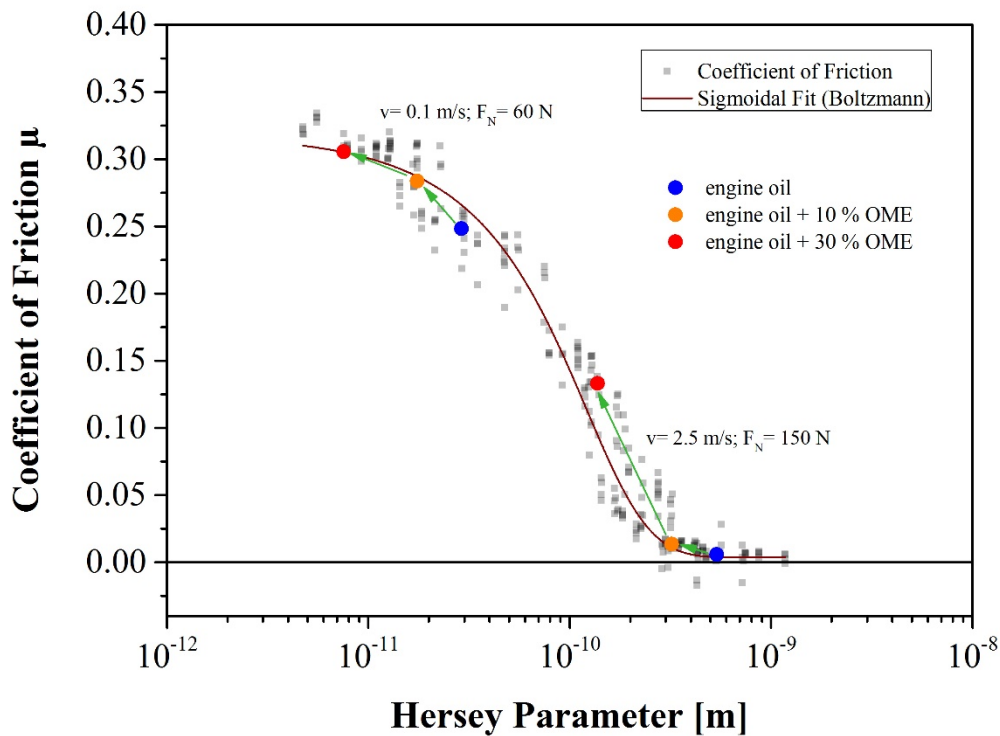 0.40
0.35
0.30
0.25
0.20
0.15
0.10
0.05
0.00
Coefficient of Friction μ
Coefficient of Friction
Sigmoidal Fit (Boltzmann)
v= 0.1 m/s; F_N= 60 N
engine oil
engine oil + 10 % OME
engine oil + 30 % OME
v= 2.5 m/s; F_N= 150 N
10^-12 10^-11 10^-10 10^-9 10^-8
Hersey Parameter [m]